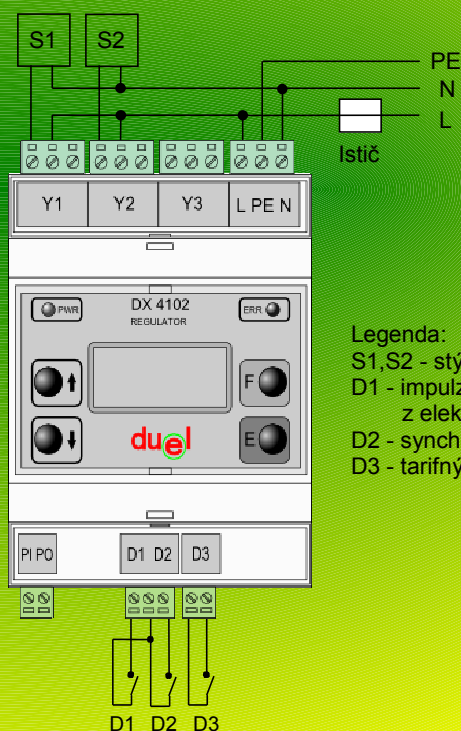 S1 S2
PE
N
L
Istič
Y1 Y2 Y3 L PE N
PWR DX 4102 ERR
REGULATOR
F
duel E
Legenda:
S1,S2 - stý
D1 - impulz
z elek
D2 - synch
D3 - tarifný
PI PO D1 D2 D3
D1 D2 D3